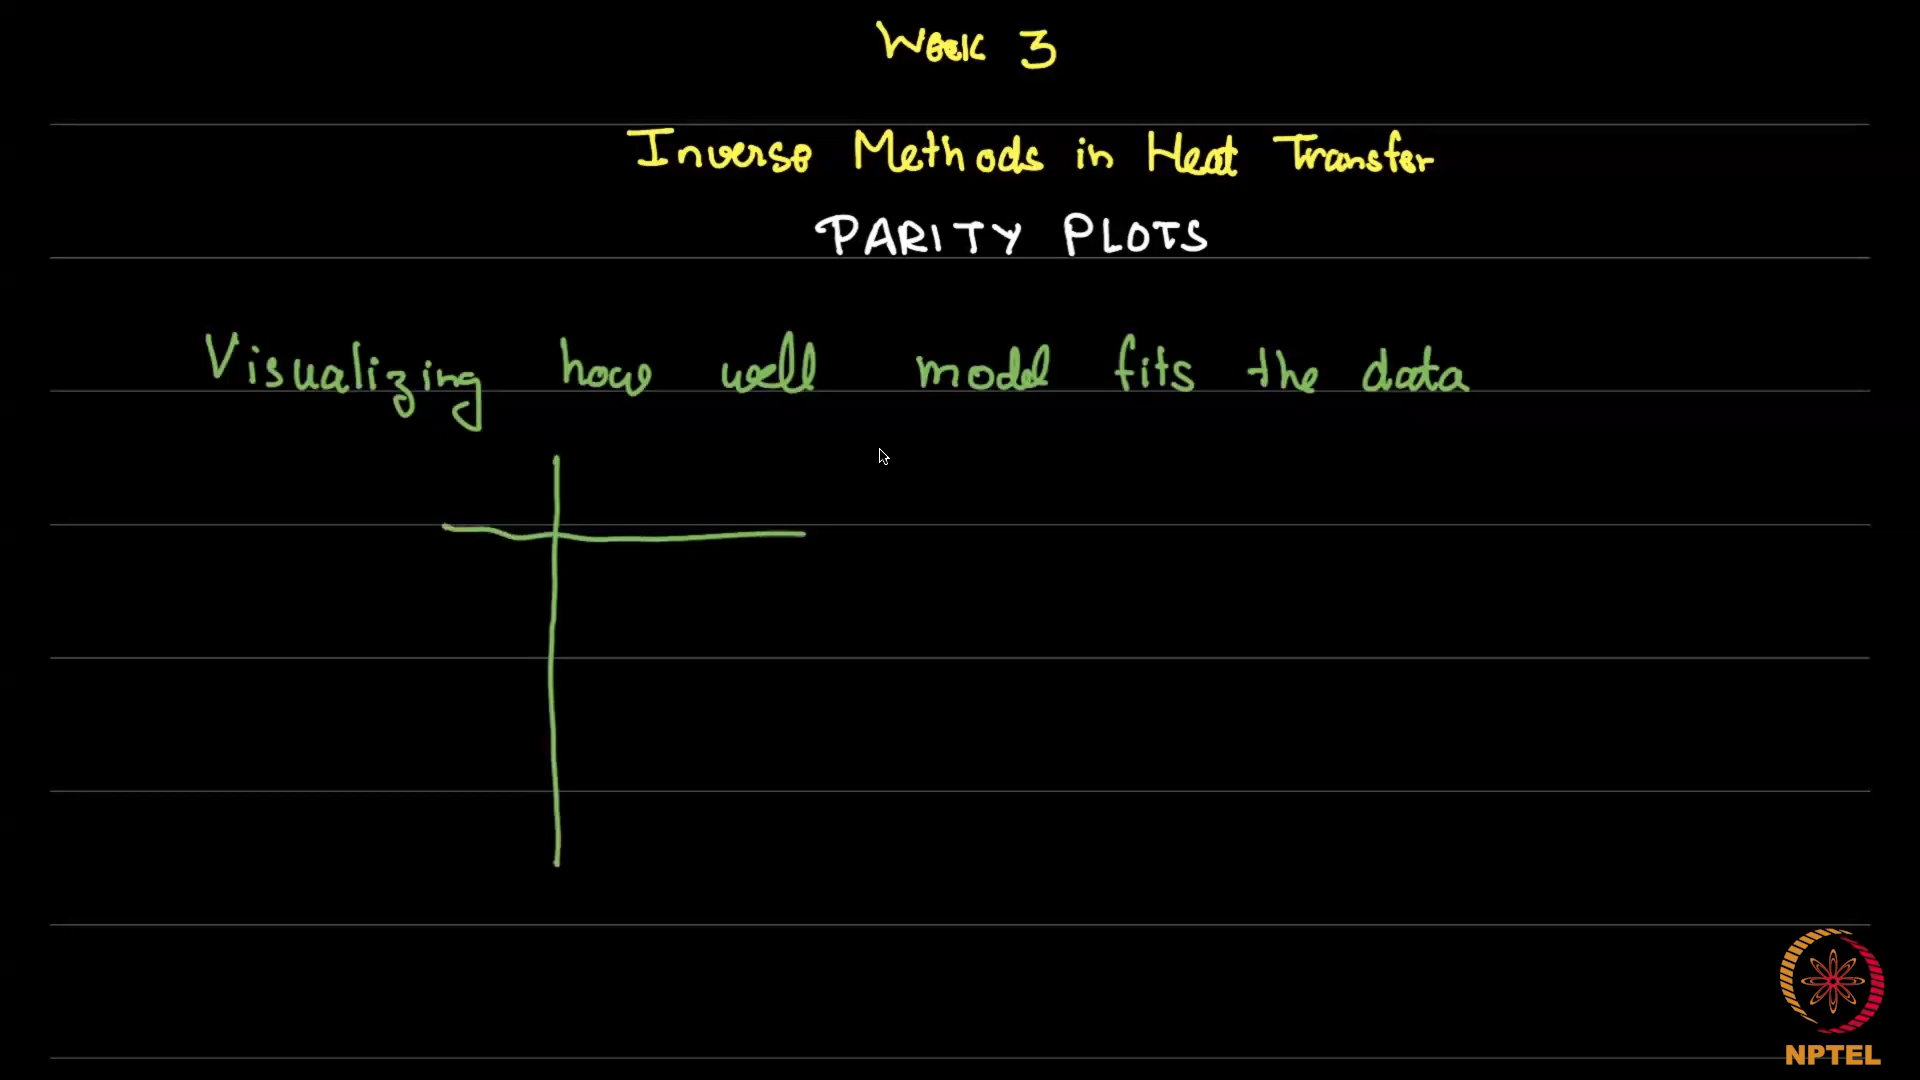 Week 3
Inverse Methods in Heat Transfer
PARITY PLOTS
Visualizing how well model fits the data
NPTEL